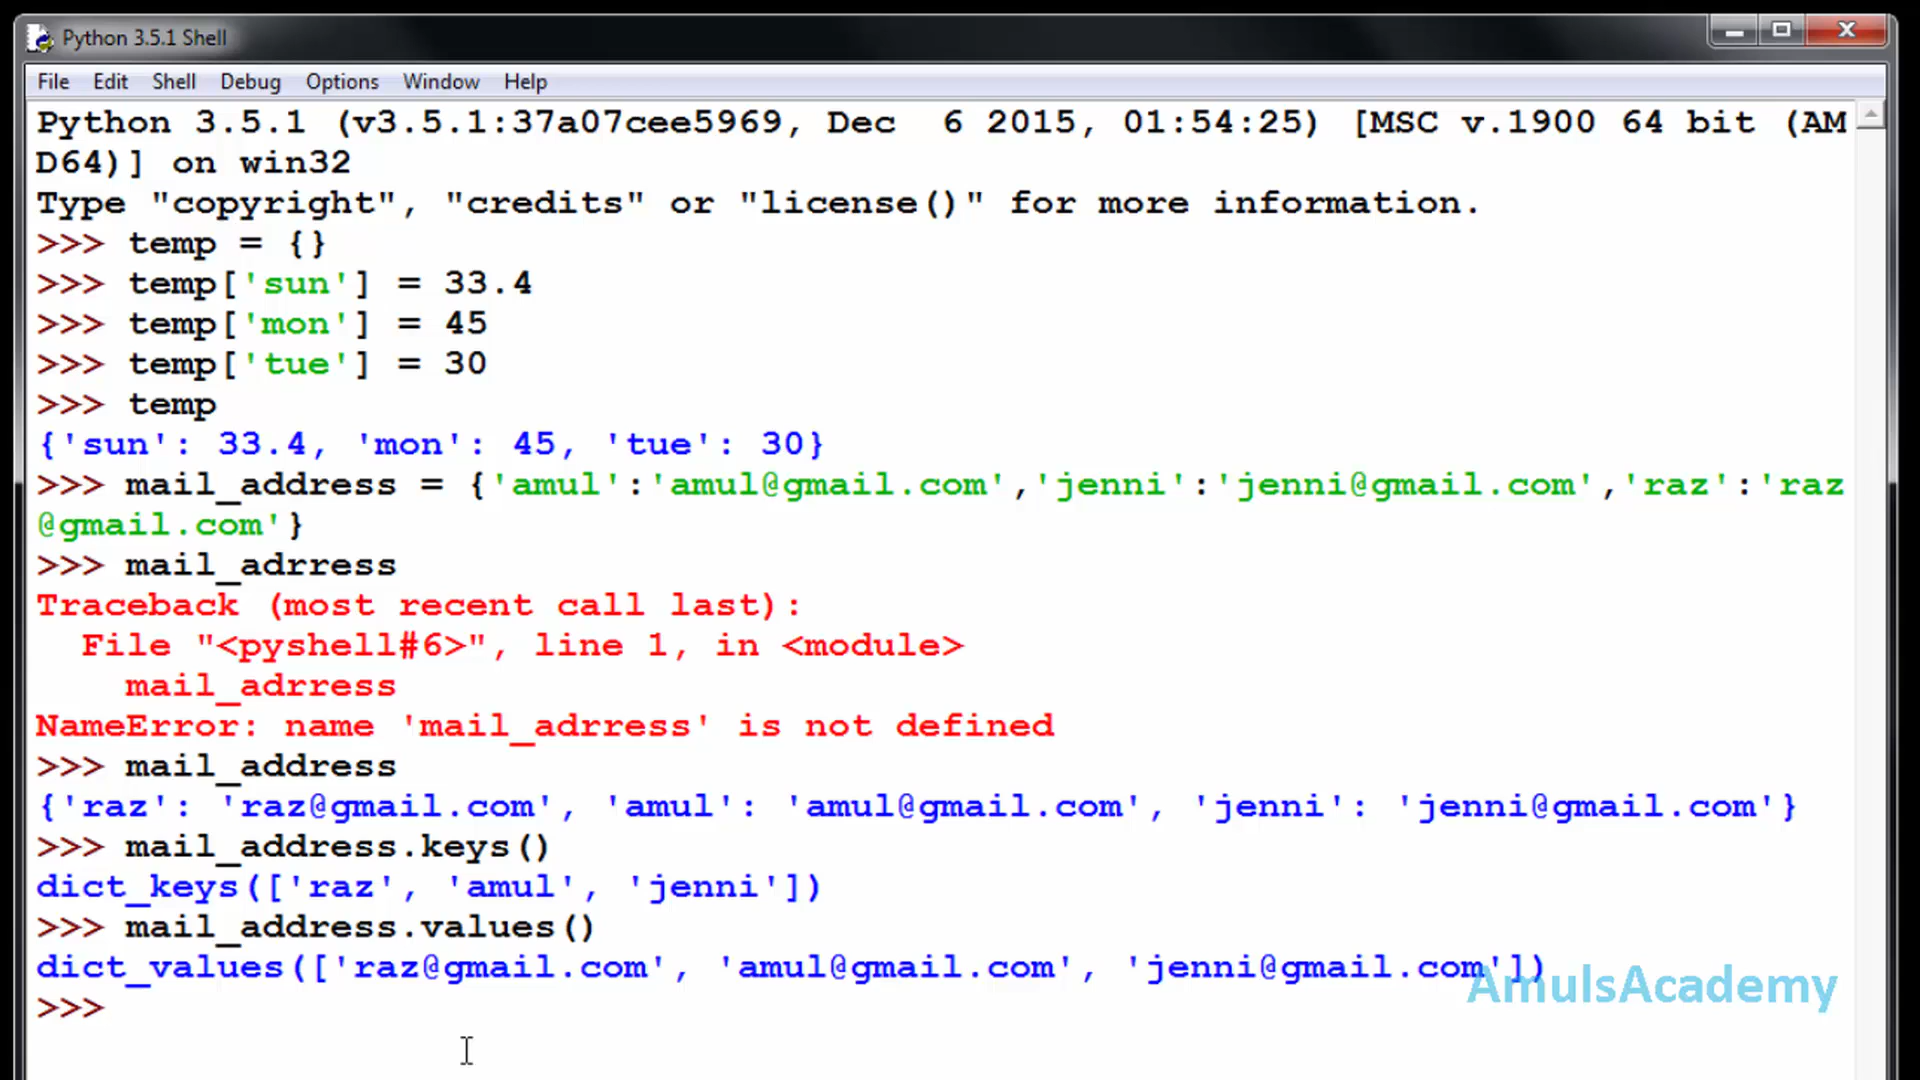 Python 3.5.1 Shell
File Edit Shell Debug Options Window Help
Python 3.5.1 (v3.5.1:37a07cee5969, Dec  6 2015, 01:54:25) [MSC v.1900 64 bit (AM
D64)] on win32
Type "copyright", "credits" or "license()" for more information.
>>> temp = {}
>>> temp['sun'] = 33.4
>>> temp['mon'] = 45
>>> temp['tue'] = 30
>>> temp
{'sun': 33.4, 'mon': 45, 'tue': 30}
>>> mail_address = {'amul':'amul@gmail.com','jenni':'jenni@gmail.com','raz':'raz
@gmail.com'}
>>> mail_adrress
Traceback (most recent call last):
  File "<pyshell#6>", line 1, in <module>
    mail_adrress
NameError: name 'mail_adrress' is not defined
>>> mail_address
{'raz': 'raz@gmail.com', 'amul': 'amul@gmail.com', 'jenni': 'jenni@gmail.com'}
>>> mail_address.keys()
dict_keys(['raz', 'amul', 'jenni'])
>>> mail_address.values()
dict_values(['raz@gmail.com', 'amul@gmail.com', 'jenni@gmail.com'])
AmulsAcademy
>>>